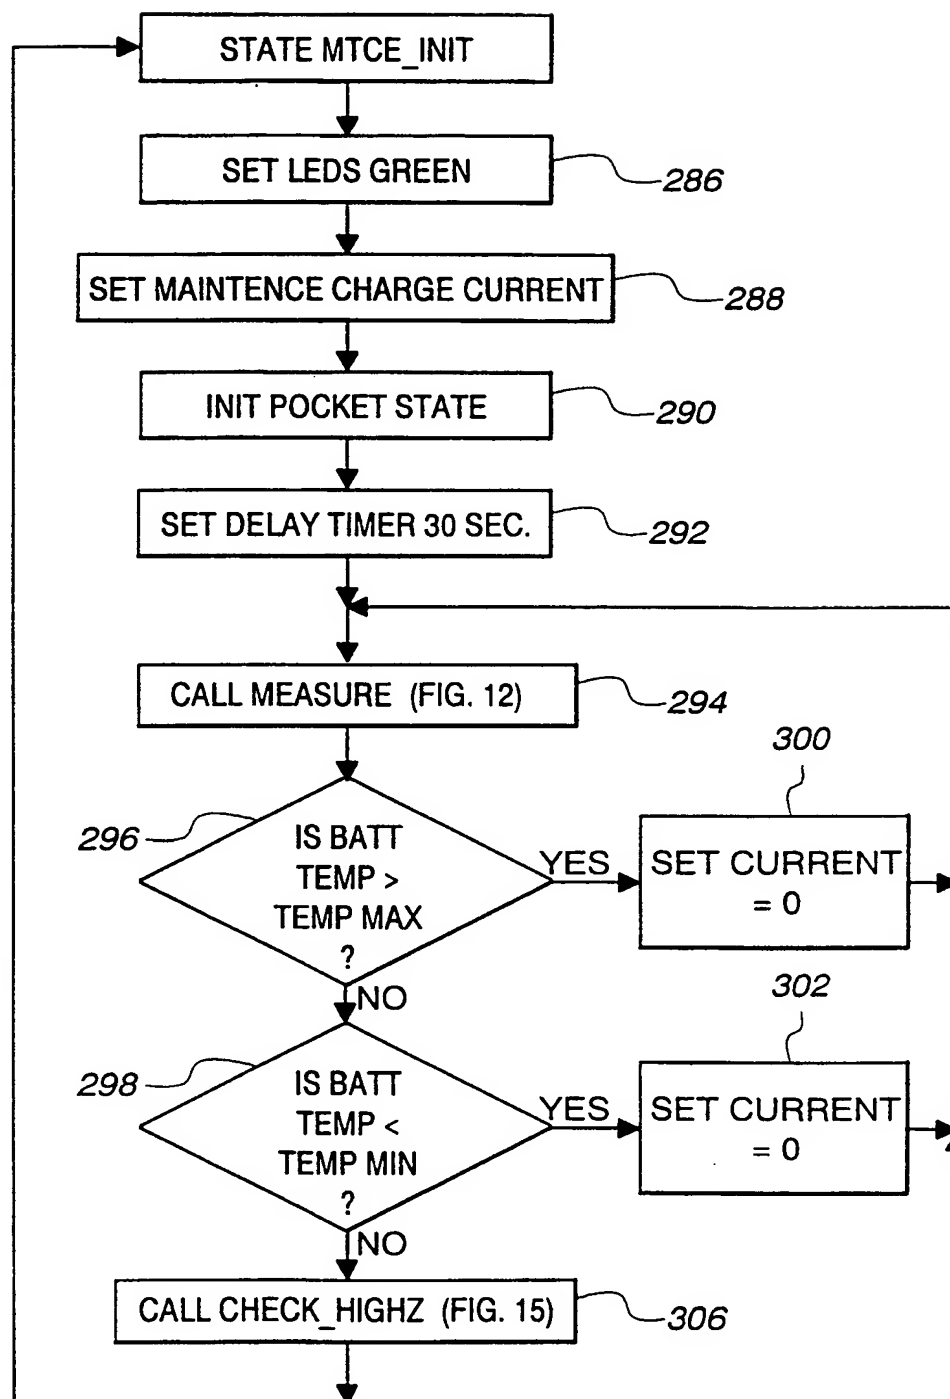 STATE MTCE_INIT
SET LEDS GREEN
286
SET MAINTENCE CHARGE CURRENT
288
INIT POCKET STATE
290
SET DELAY TIMER 30 SEC.
292
CALL MEASURE (FIG. 12)
294
300
296
IS BATT
TEMP >
TEMP MAX
?
YES
SET CURRENT
= 0
NO
302
298
IS BATT
TEMP <
TEMP MIN
?
YES
SET CURRENT
= 0
NO
CALL CHECK_HIGHZ (FIG. 15)
306